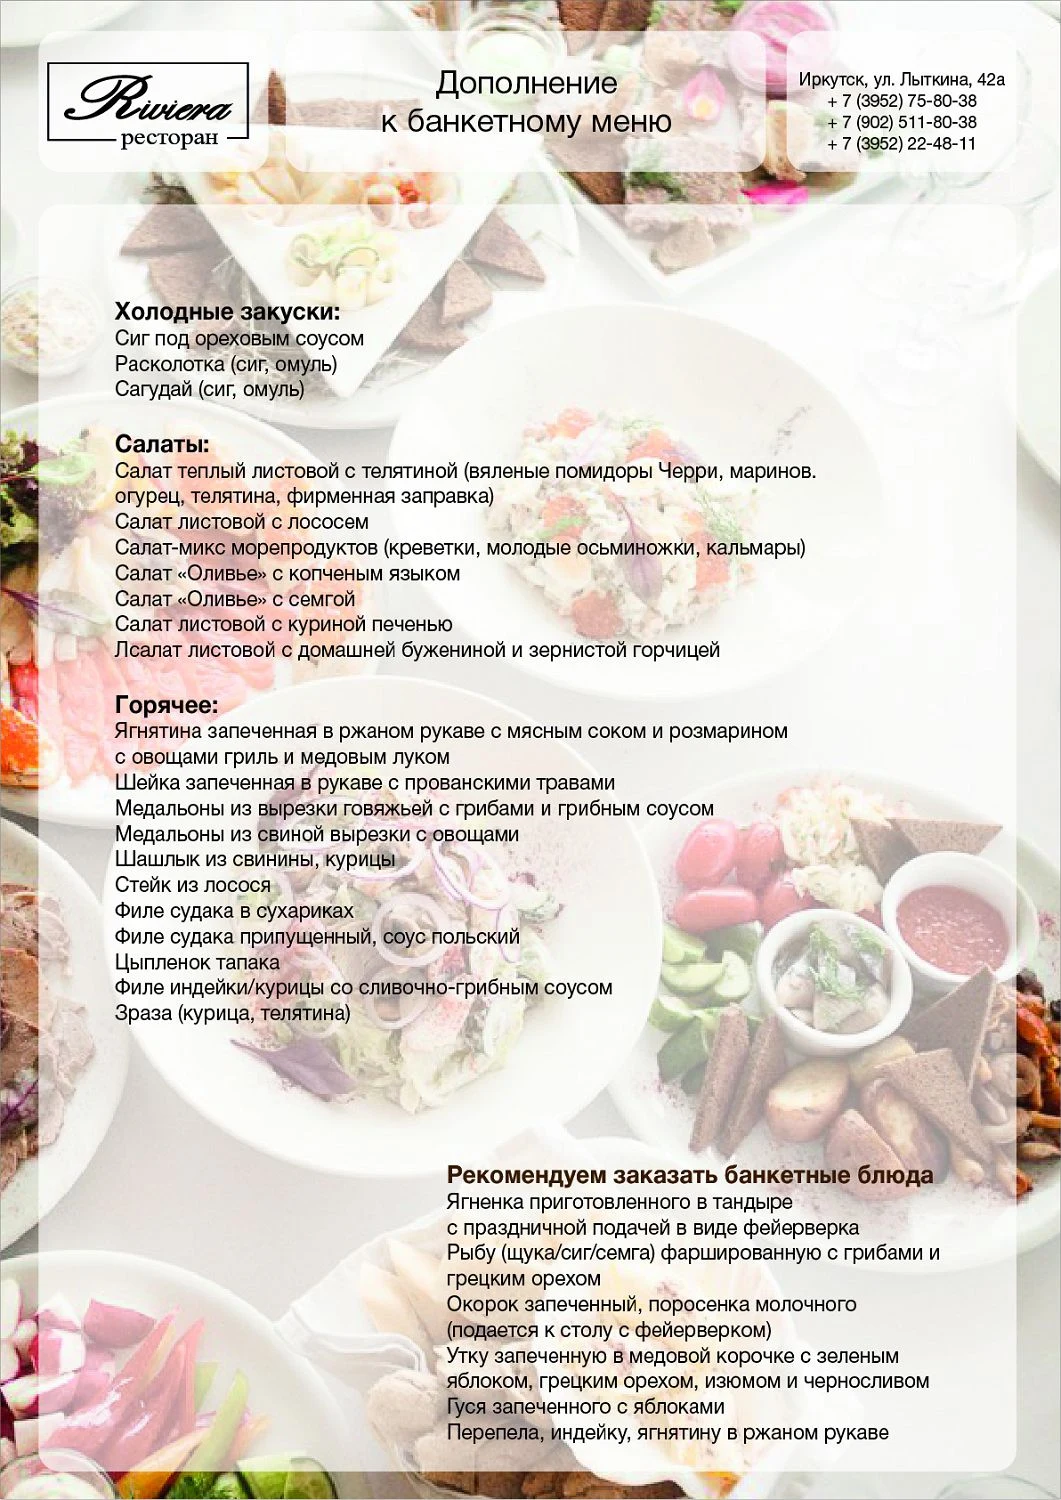 Riviera
ресторан
Дополнение
к банкетному меню
Иркутск, ул. Лыткина, 42а
+ 7 (3952) 75-80-38
+ 7 (902) 511-80-38
+ 7 (3952) 22-48-11
Холодные закуски:
Сиг под ореховым соусом
Расколотка (сиг, омуль)
Сагудай (сиг, омуль)
Салаты:
Салат теплый листовой с телятиной (вяленые помидоры Черри, маринов.
огурец, телятина, фирменная заправка)
Салат листовой с лососем
Салат-микс морепродуктов (креветки, молодые осьминожки, кальмары)
Салат «Оливье» с копченым языком
Салат «Оливье» с семгой
Салат листовой с куриной печенью
Лсалат листовой с домашней бужениной и зернистой горчицей
Горячее:
Ягнятина запеченная в ржаном рукаве с мясным соком и розмарином
с овощами гриль и медовым луком
Шейка запеченная в рукаве с прованскими травами
Медальоны из вырезки говяжьей с грибами и грибным соусом
Медальоны из свиной вырезки с овощами
Шашлык из свинины, курицы
Стейк из лосося
Филе судака в сухариках
Филе судака припущенный, соус польский
Цыпленок тапака
Филе индейки/курицы со сливочно-грибным соусом
Зраза (курица, телятина)
Рекомендуем заказать банкетные блюда
Ягненка приготовленного в тандыре
с праздничной подачей в виде фейерверка
Рыбу (щука/сиг/семга) фаршированную с грибами и
грецким орехом
Окорок запеченный, поросенка молочного
(подается к столу с фейерверком)
Утку запеченную в медовой корочке с зеленым
яблоком, грецким орехом, изюмом и черносливом
Гуся запеченного с яблоками
Перепела, индейку, ягнятину в ржаном рукаве